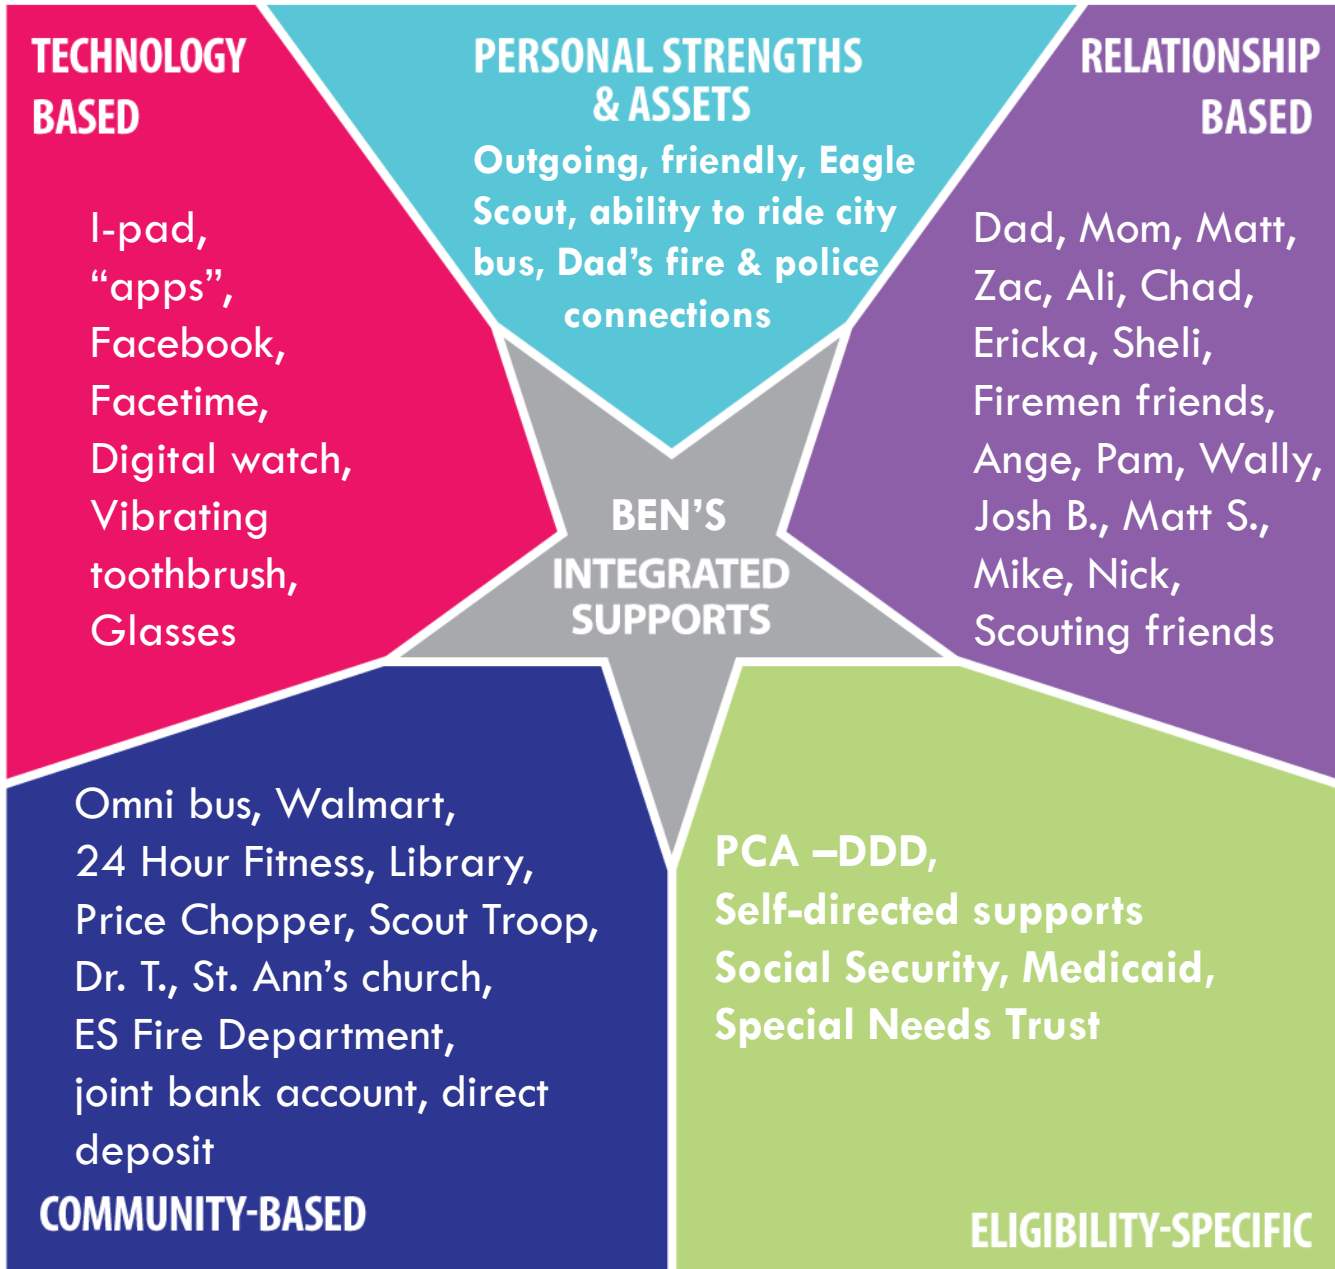 TECHNOLOGY
BASED
I-pad,
“apps”,
Facebook,
Facetime,
Digital watch,
Vibrating
toothbrush,
Glasses
PERSONAL STRENGTHS
& ASSETS
Outgoing, friendly, Eagle
Scout, ability to ride city
bus, Dad’s fire & police
connections
RELATIONSHIP
BASED
Dad, Mom, Matt,
Zac, Ali, Chad,
Ericka, Sheli,
Firemen friends,
Ange, Pam, Wally,
Josh B., Matt S.,
Mike, Nick,
Scouting friends
BEN’S
INTEGRATED
SUPPORTS
Omni bus, Walmart,
24 Hour Fitness, Library,
Price Chopper, Scout Troop,
Dr. T., St. Ann’s church,
ES Fire Department,
joint bank account, direct
deposit
COMMUNITY-BASED
PCA –DDD,
Self-directed supports
Social Security, Medicaid,
Special Needs Trust
ELIGIBILITY-SPECIFIC